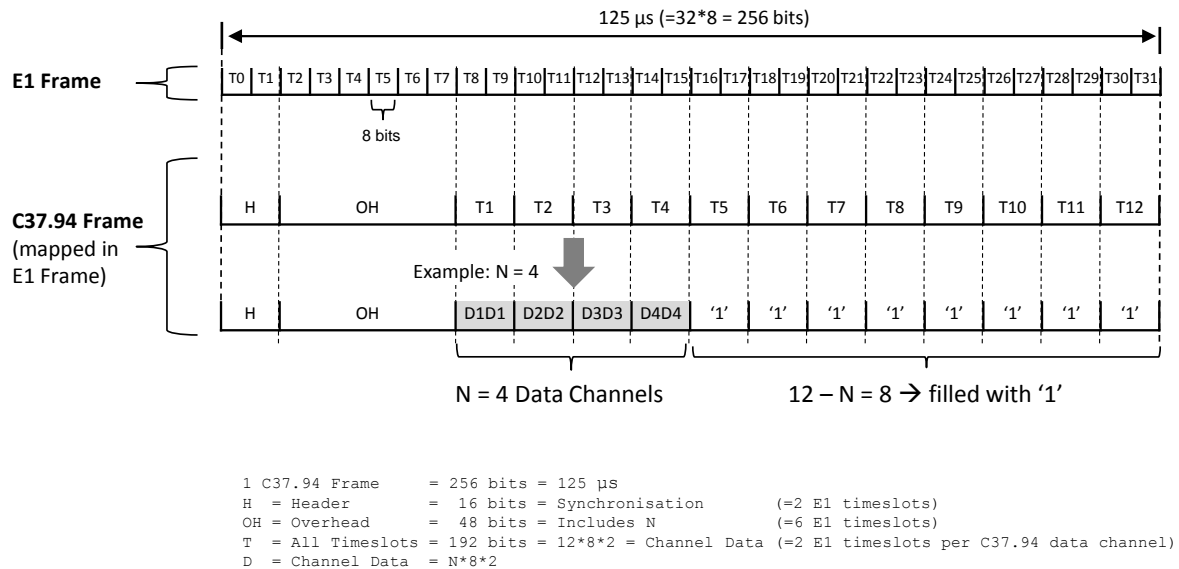 125 µs (=32*8 = 256 bits)
E1 Frame
T0 T1 T2 T3 T4 T5 T6 T7 T8 T9 T10 T11 T12 T13 T14 T15 T16 T17 T18 T19 T20 T21 T22 T23 T24 T25 T26 T27 T28 T29 T30 T31
8 bits
C37.94 Frame
(mapped in
E1 Frame)
H OH T1 T2 T3 T4 T5 T6 T7 T8 T9 T10 T11 T12
Example: N = 4
H OH D1D1 D2D2 D3D3 D4D4 ‘1’ ‘1’ ‘1’ ‘1’ ‘1’ ‘1’ ‘1’ ‘1’
N = 4 Data Channels
12 – N = 8 → filled with ‘1’
1 C37.94 Frame = 256 bits = 125 µs
H = Header = 16 bits = Synchronisation (=2 E1 timeslots)
OH = Overhead = 48 bits = Includes N (=6 E1 timeslots)
T = All Timeslots = 192 bits = 12*8*2 = Channel Data (=2 E1 timeslots per C37.94 data channel)
D = Channel Data = N*8*2